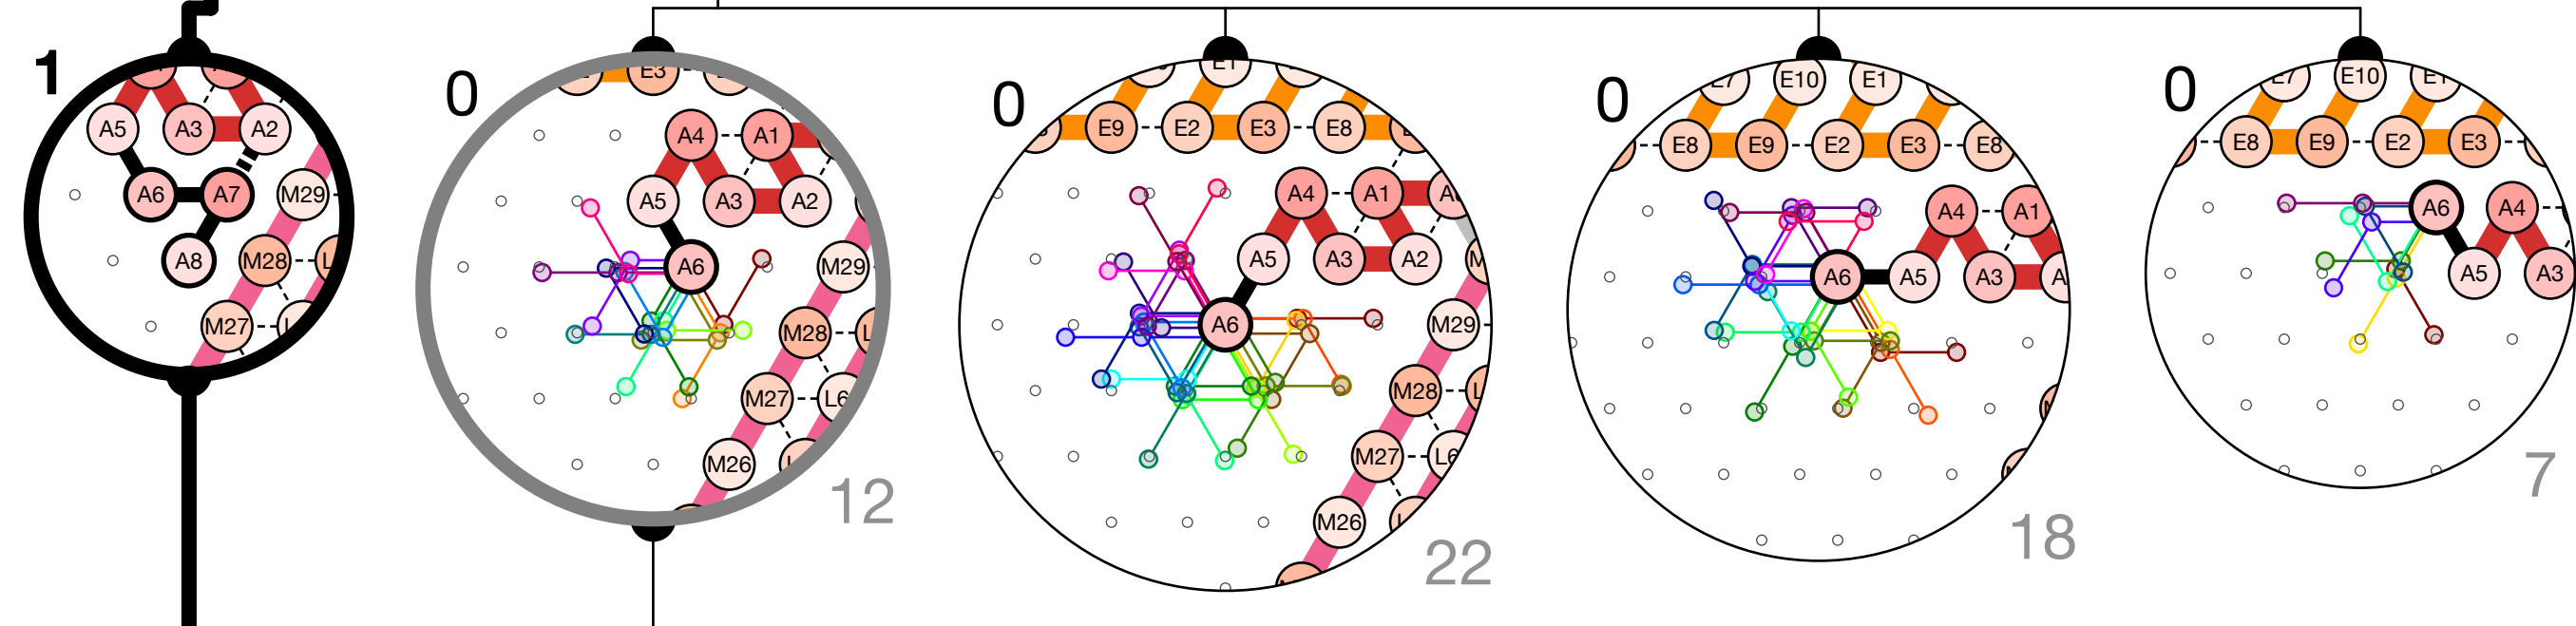 1
A5 A3 A2
A6 A7 M29
A8 M28
M27
0
E3
A4 A1
A5 A3 A2
A6 M29
M28
M27 L6
M26
12
0
E1
E9 E2 E3 E8
A4 A1
A5 A3 A2
A6 M29
M28
M27 L6
M26
22
0
E7 E10 E1
E8 E9 E2 E3 E8
A4 A1
A6 A5 A3
18
0
E7 E10 E1
E8 E9 E2 E3
A6 A4
A5 A3
7